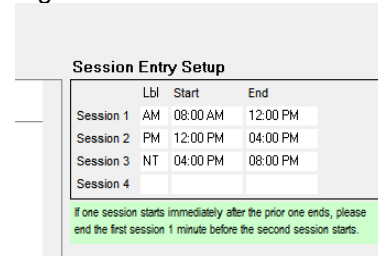 Session Entry Setup
Lbl Start End
Session 1 AM 08:00 AM 12:00 PM
Session 2 PM 12:00 PM 04:00 PM
Session 3 NT 04:00 PM 08:00 PM
Session 4
If one session starts immediately after the prior one ends, please
end the first session 1 minute before the second session starts.